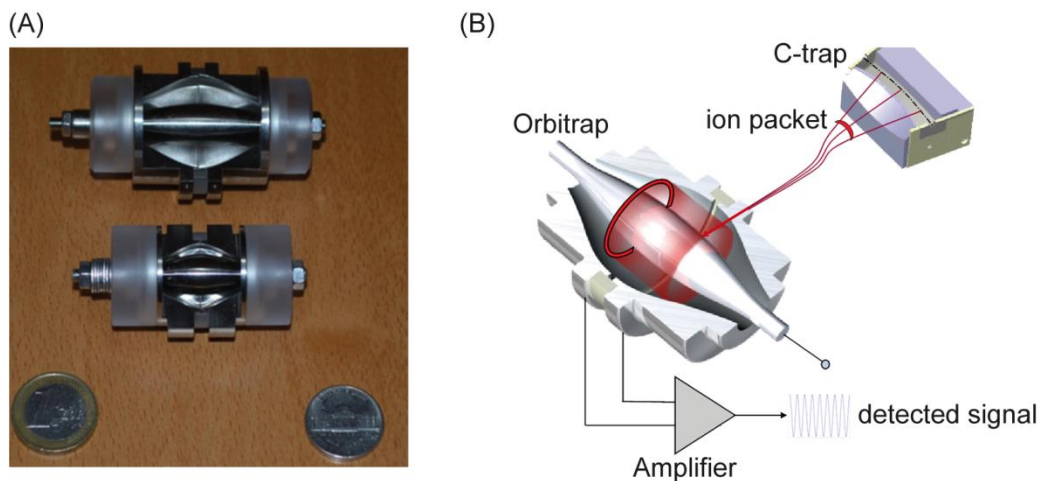 (A)
(B)
C-trap
ion packet
Orbitrap
detected signal
Amplifier